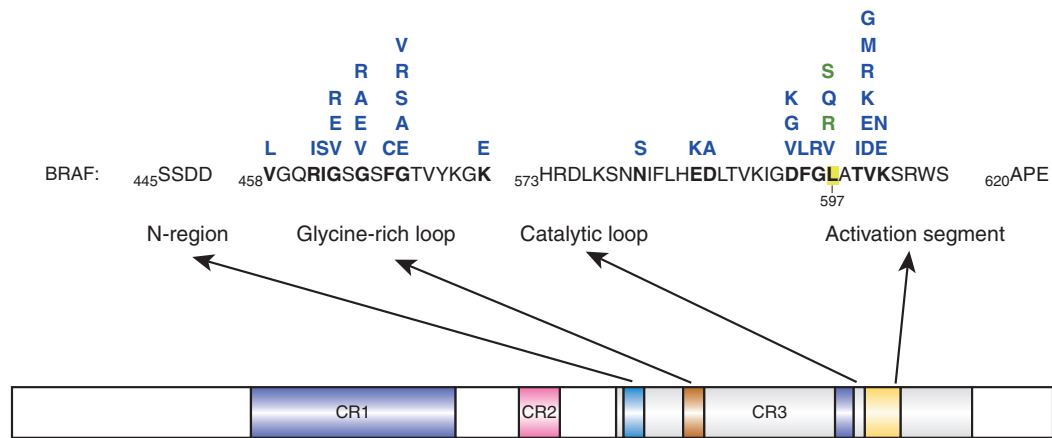 G
V M
R R S R
R A S K Q K
E E A G R EN
L ISV V CE E S KA VLRV IDE
BRAF: 445SSDD 458VGQRIGSGSFGTVYKGK 573HRDLKSNNIFLHEDLTVKIGDFGLATVKSRWS 620APE
597
N-region Glycine-rich loop Catalytic loop Activation segment
CR1 CR2 CR3